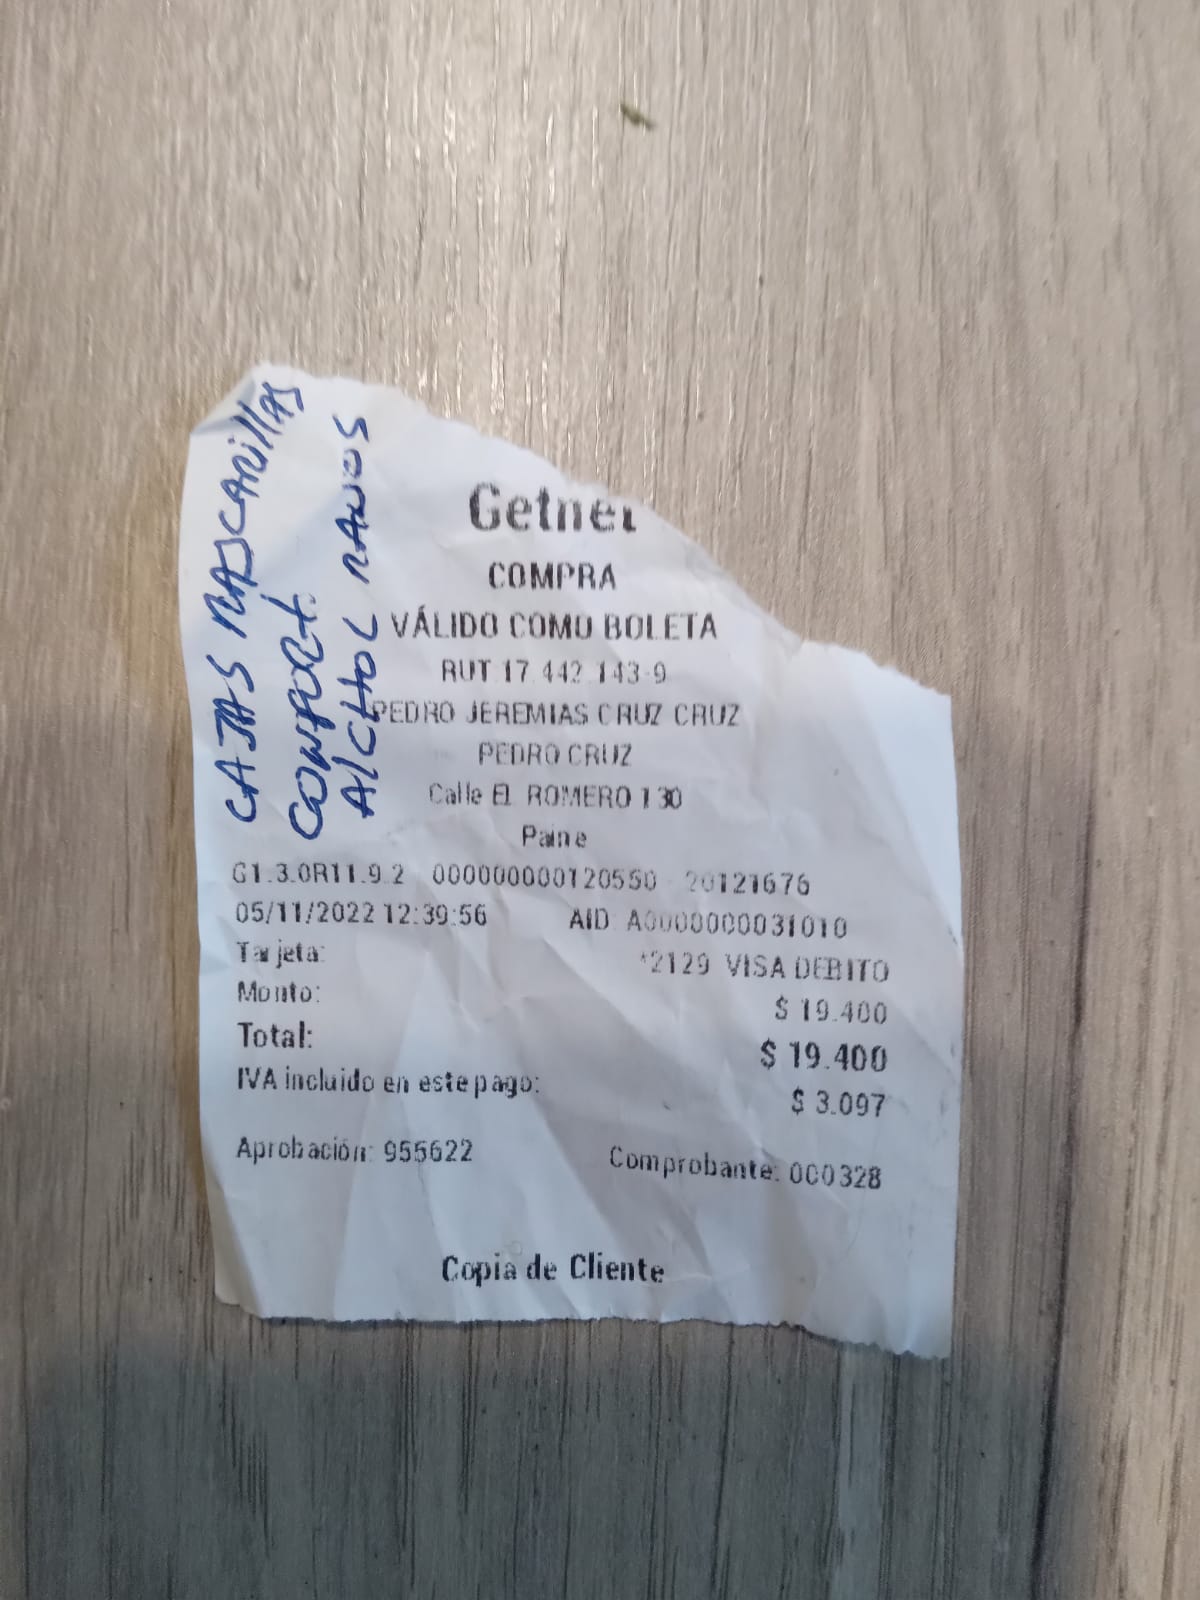 CAJAS MASCARILLAS
CONFORT.
AlCHOL MANOS
Getnet
COMPRA
VÁLIDO COMO BOLETA
RUT 17.442.143-9
PEDRO JEREMIAS CRUZ CRUZ
PEDRO CRUZ
Calle EL ROMERO 130
Paine
G1.3.0R11.9.2 000000000120550 - 20121676
05/11/2022 12:39:56 AID: A0000000031010
Tarjeta: *2129 VISA DEBITO
Monto: $ 19.400
Total: $ 19.400
IVA incluido en este pago: $ 3.097
Aprobación: 955622 Comprobante: 000328
Copia de Cliente